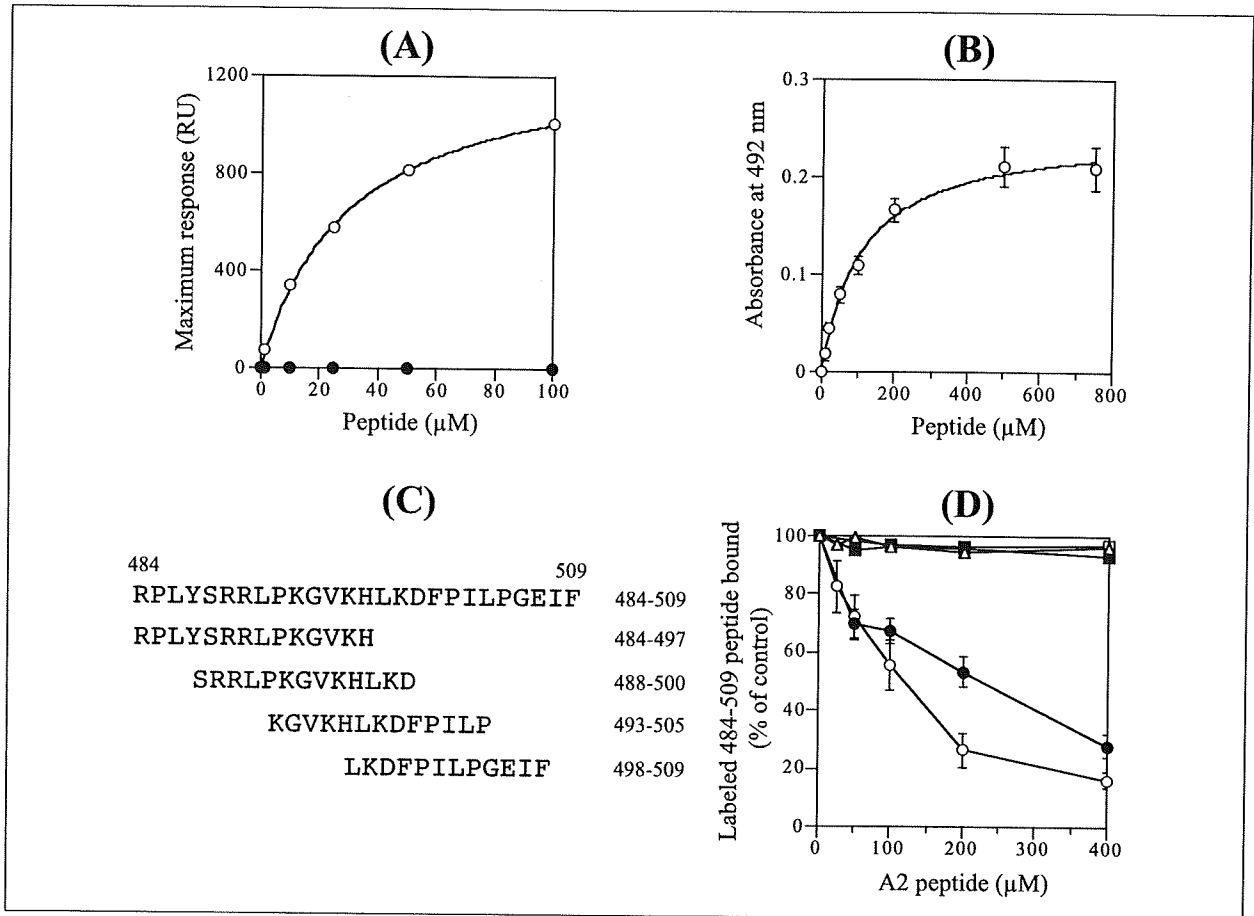 (A)
Maximum response (RU)
1200
800
400
0
0 20 40 60 80 100
Peptide (µM)
(B)
Absorbance at 492 nm
0.3
0.2
0.1
0
0 200 400 600 800
Peptide (µM)
(C)
484 509
RPLYSRRLPKGVKHLKDFPILPGEIF 484-509
RPLYSRRLPKGVKH 484-497
SRRLPKGVKHLKD 488-500
KGVKHLKDFPILP 493-505
LKDFPILPGEIF 498-509
(D)
Labeled 484-509 peptide bound
(% of control)
100
80
60
40
20
0
0 100 200 300 400
A2 peptide (µM)